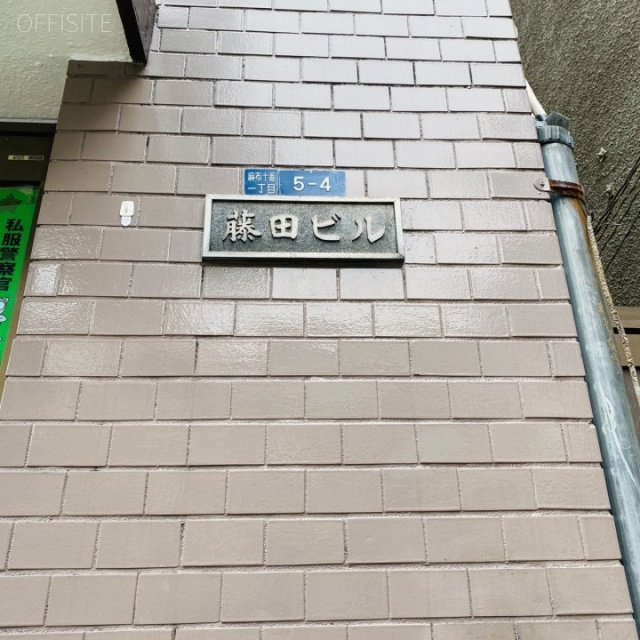 OFFISITE
麻布十番
一丁目
5-4
藤田ビル
私服警察官